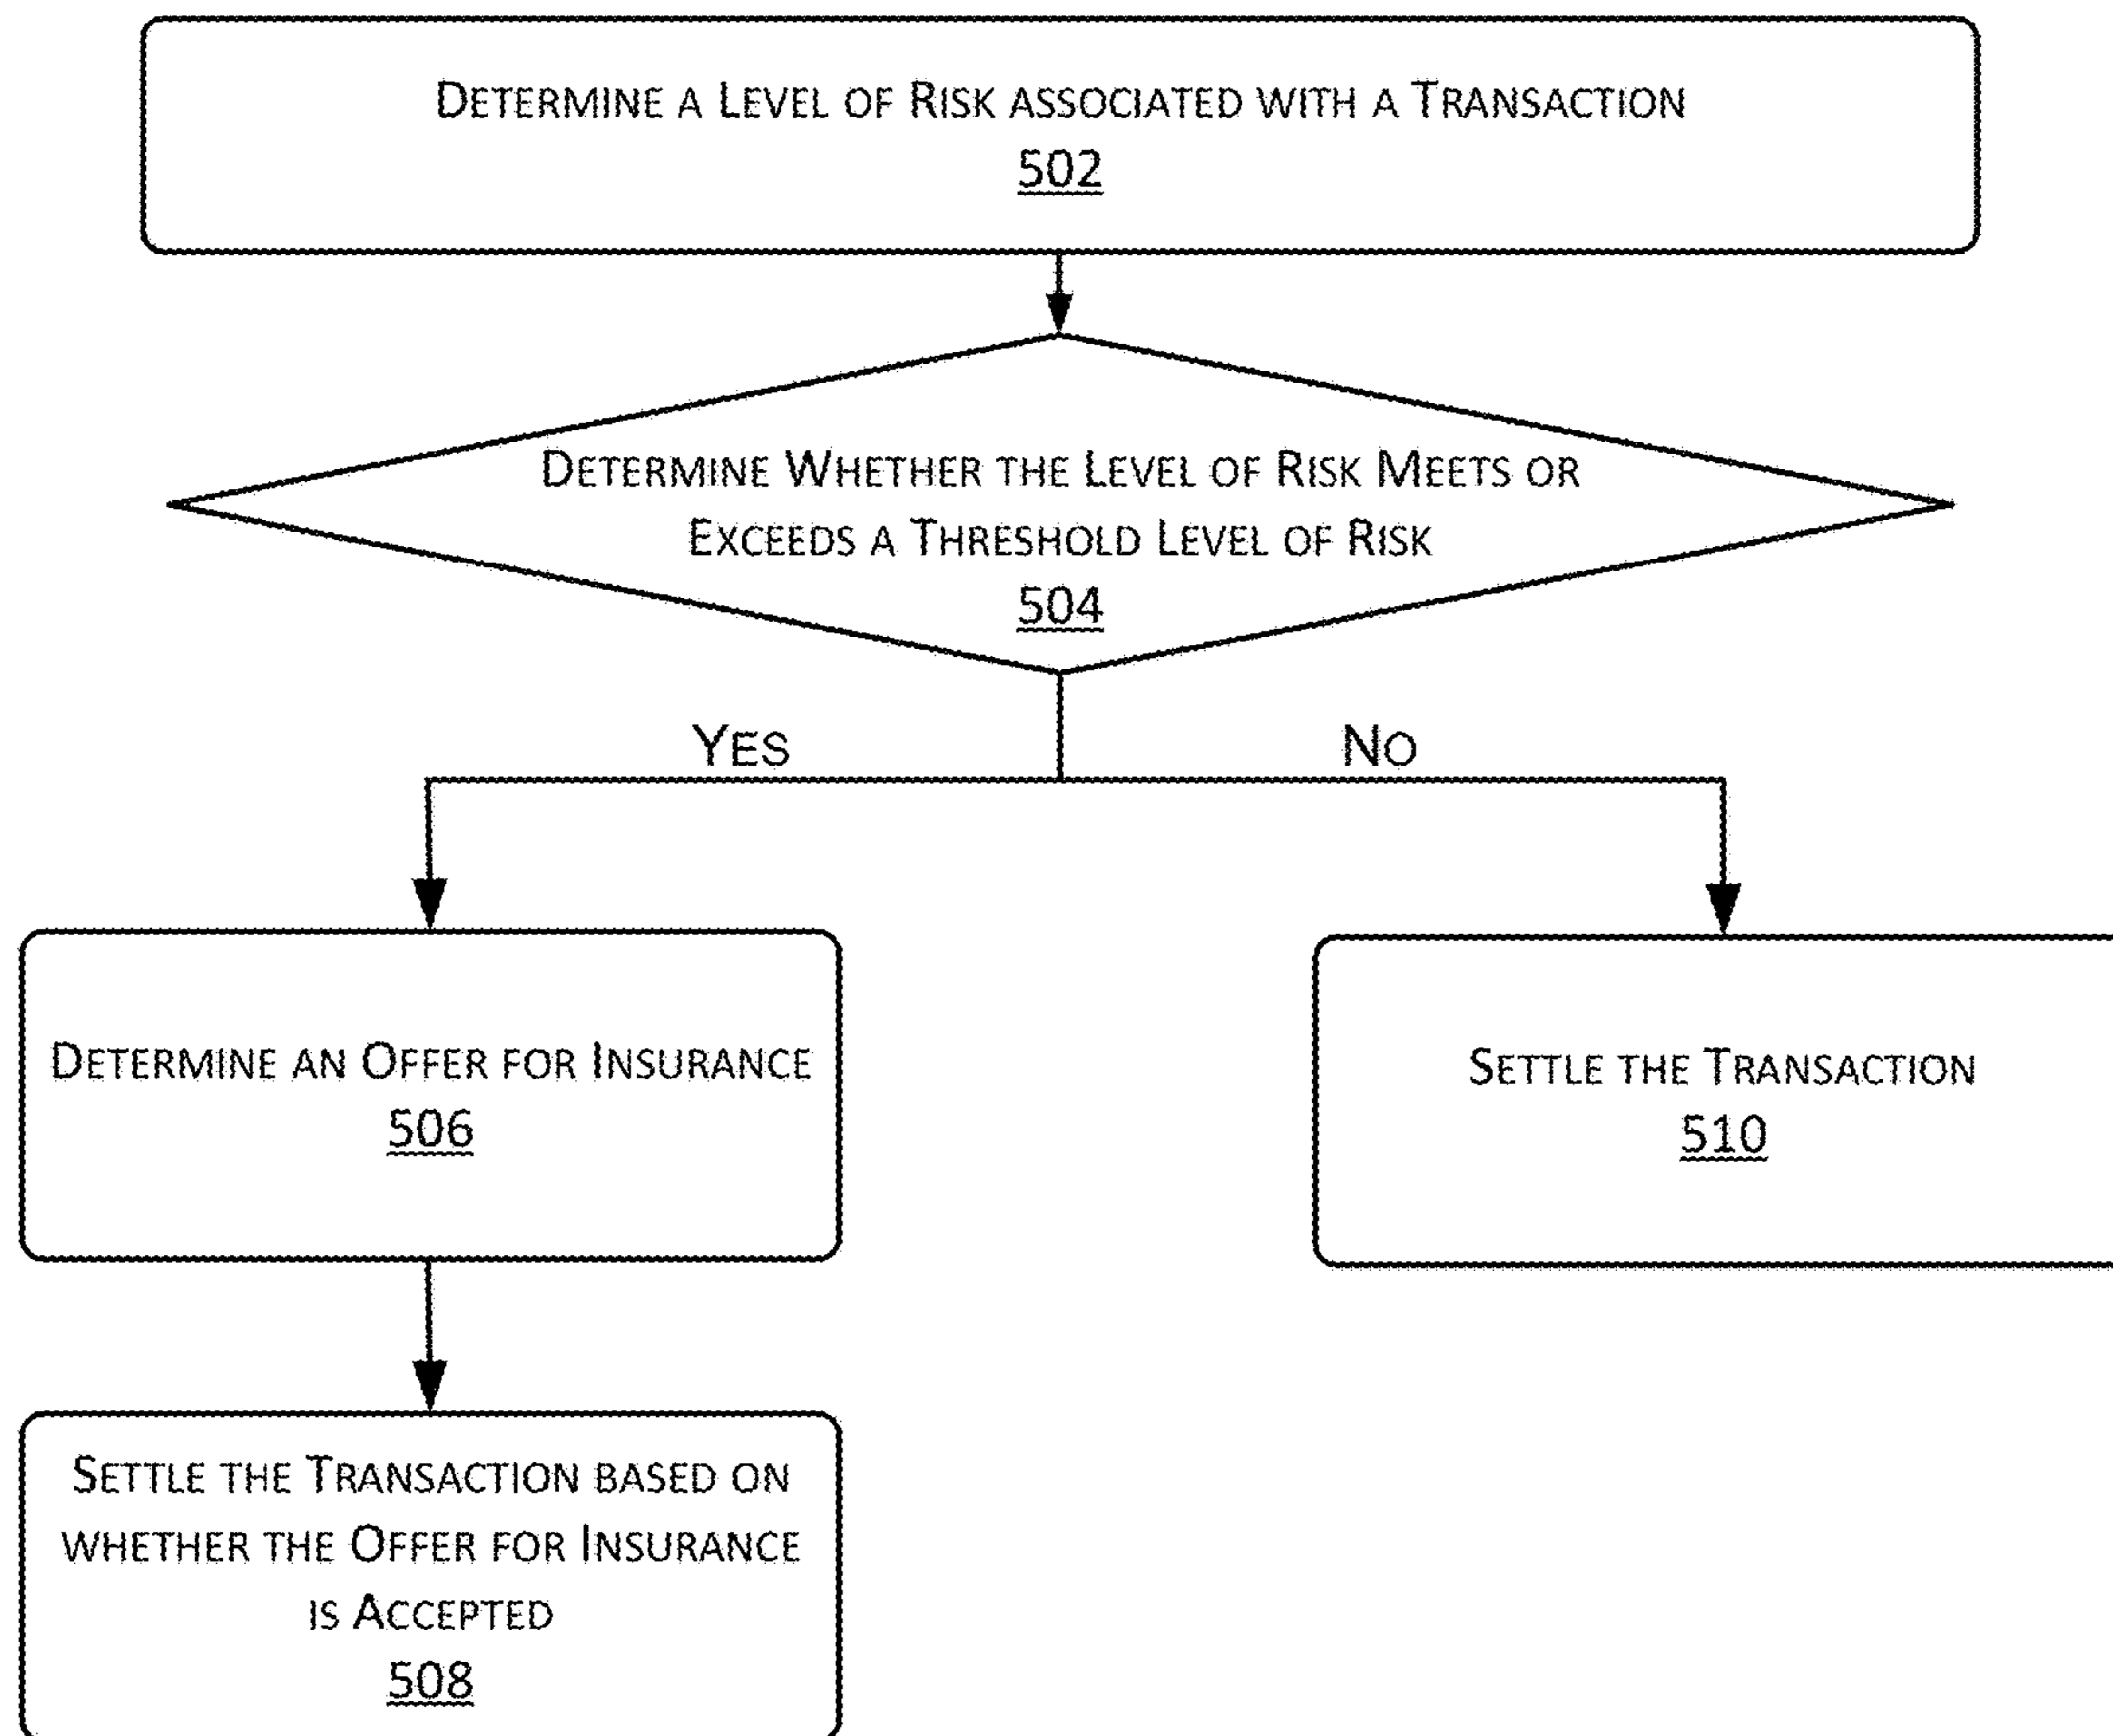 DETERMINE A LEVEL OF RISK ASSOCIATED WITH A TRANSACTION
502
DETERMINE WHETHER THE LEVEL OF RISK MEETS OR
EXCEEDS A THRESHOLD LEVEL OF RISK
504
YES
NO
DETERMINE AN OFFER FOR INSURANCE
506
SETTLE THE TRANSACTION
510
SETTLE THE TRANSACTION BASED ON
WHETHER THE OFFER FOR INSURANCE
IS ACCEPTED
508